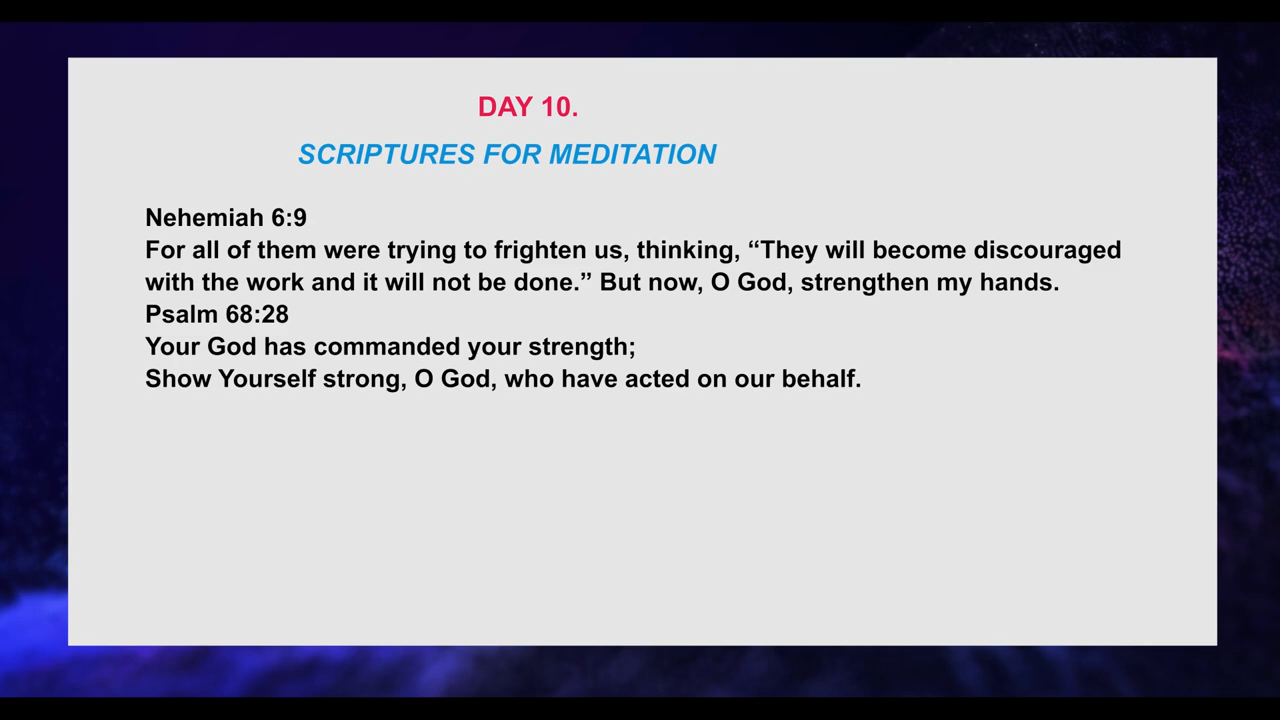 DAY 10.
SCRIPTURES FOR MEDITATION
Nehemiah 6:9
For all of them were trying to frighten us, thinking, “They will become discouraged
with the work and it will not be done.” But now, O God, strengthen my hands.
Psalm 68:28
Your God has commanded your strength;
Show Yourself strong, O God, who have acted on our behalf.